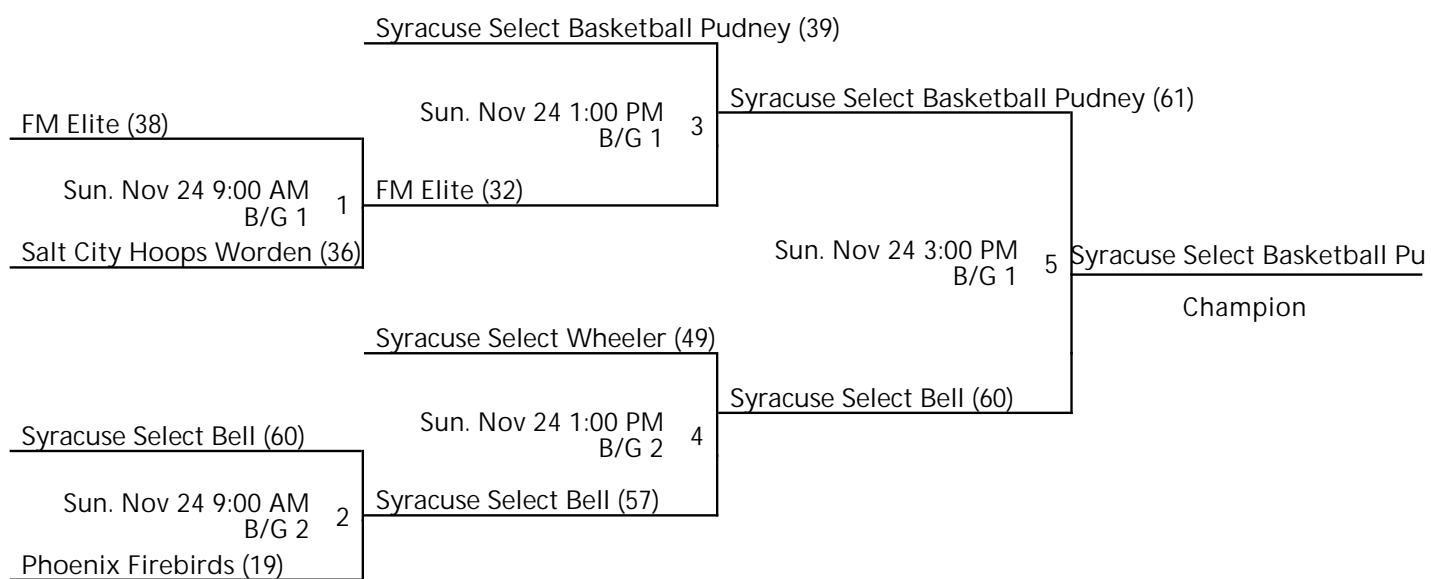 Syracuse Select Basketball Pudney (39)
Sun. Nov 24 1:00 PM
B/G 1
3
Syracuse Select Basketball Pudney (61)
FM Elite (38)
Sun. Nov 24 9:00 AM
B/G 1
1
FM Elite (32)
Salt City Hoops Worden (36)
Sun. Nov 24 3:00 PM
B/G 1
5
Syracuse Select Basketball Pu
Champion
Syracuse Select Wheeler (49)
Sun. Nov 24 1:00 PM
B/G 2
4
Syracuse Select Bell (60)
Syracuse Select Bell (60)
Sun. Nov 24 9:00 AM
B/G 2
2
Syracuse Select Bell (57)
Phoenix Firebirds (19)